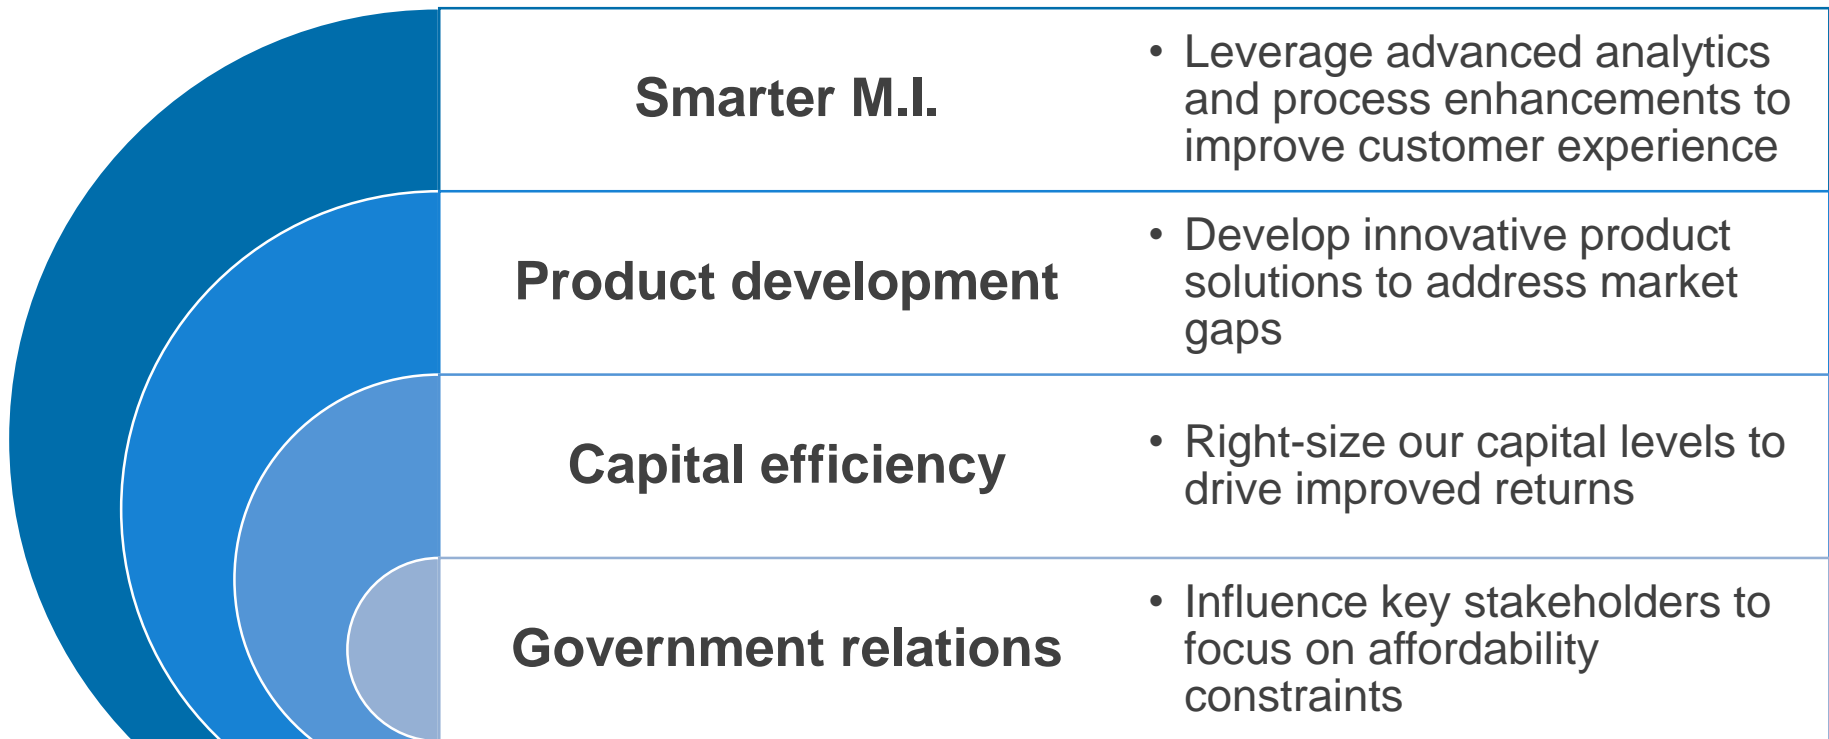 Smarter M.I.
• Leverage advanced analytics
and process enhancements to
improve customer experience
Product development
• Develop innovative product
solutions to address market
gaps
Capital efficiency
• Right-size our capital levels to
drive improved returns
Government relations
• Influence key stakeholders to
focus on affordability
constraints